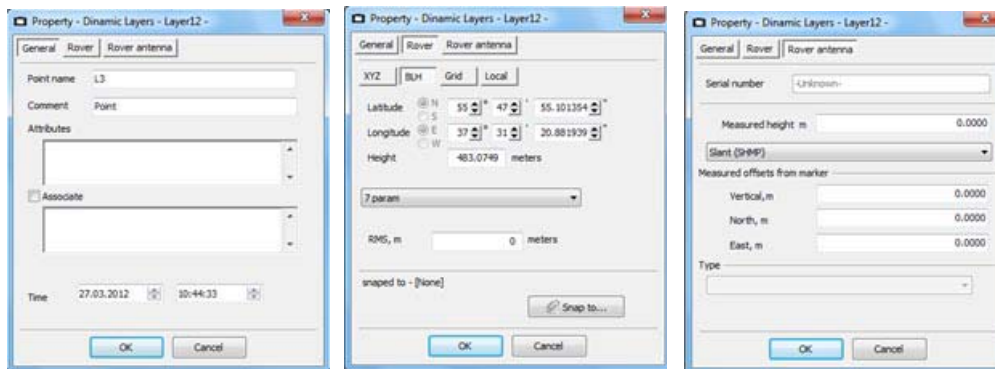 Property - Dinamic Layers - Layer12 -
General Rover Rover antenna
Point name L3
Comment Point
Attributes
Associate
Time 27.03.2012 10:44:33
OK Cancel
Property - Dinamic Layers - Layer12 -
General Rover Rover antenna
XYZ BLH Grid Local
Latitude N S 55 ° 47 ' 55.101354 "
Longitude E W 37 ° 31 ' 20.881939 "
Height 483.0749 meters
7 param
RMS, m 0 meters
snaped to - [None]
Snap to...
OK Cancel
Property - Dinamic Layers - Layer12 -
General Rover Rover antenna
Serial number -Unknown-
Measured height m 0.0000
Slant (SHMP)
Measured offsets from marker
Vertical,m 0.0000
North, m 0.0000
East, m 0.0000
Type
OK Cancel